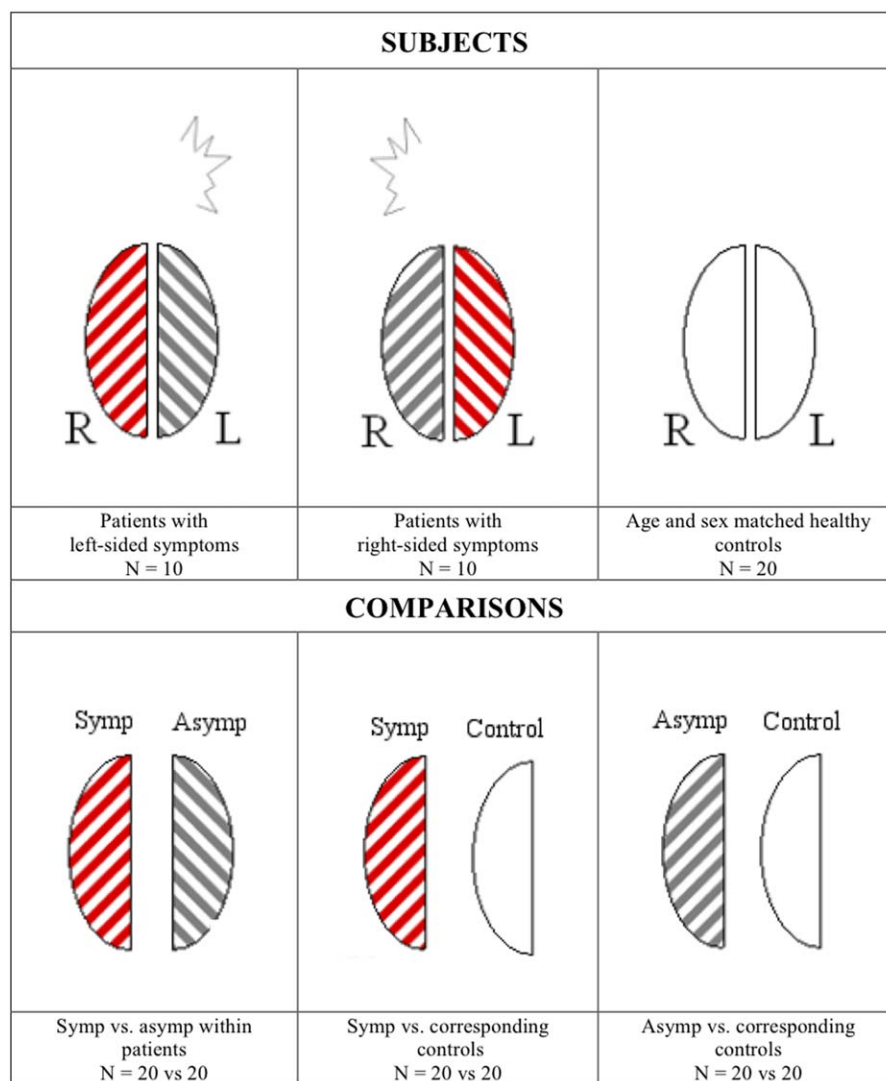 SUBJECTS
R L
R L
R L
Patients with
left-sided symptoms
N = 10
Patients with
right-sided symptoms
N = 10
Age and sex matched healthy
controls
N = 20
COMPARISONS
Symp Asymp
Symp Control
Asymp Control
Symp vs. asymp within
patients
N = 20 vs 20
Symp vs. corresponding
controls
N = 20 vs 20
Asymp vs. corresponding
controls
N = 20 vs 20